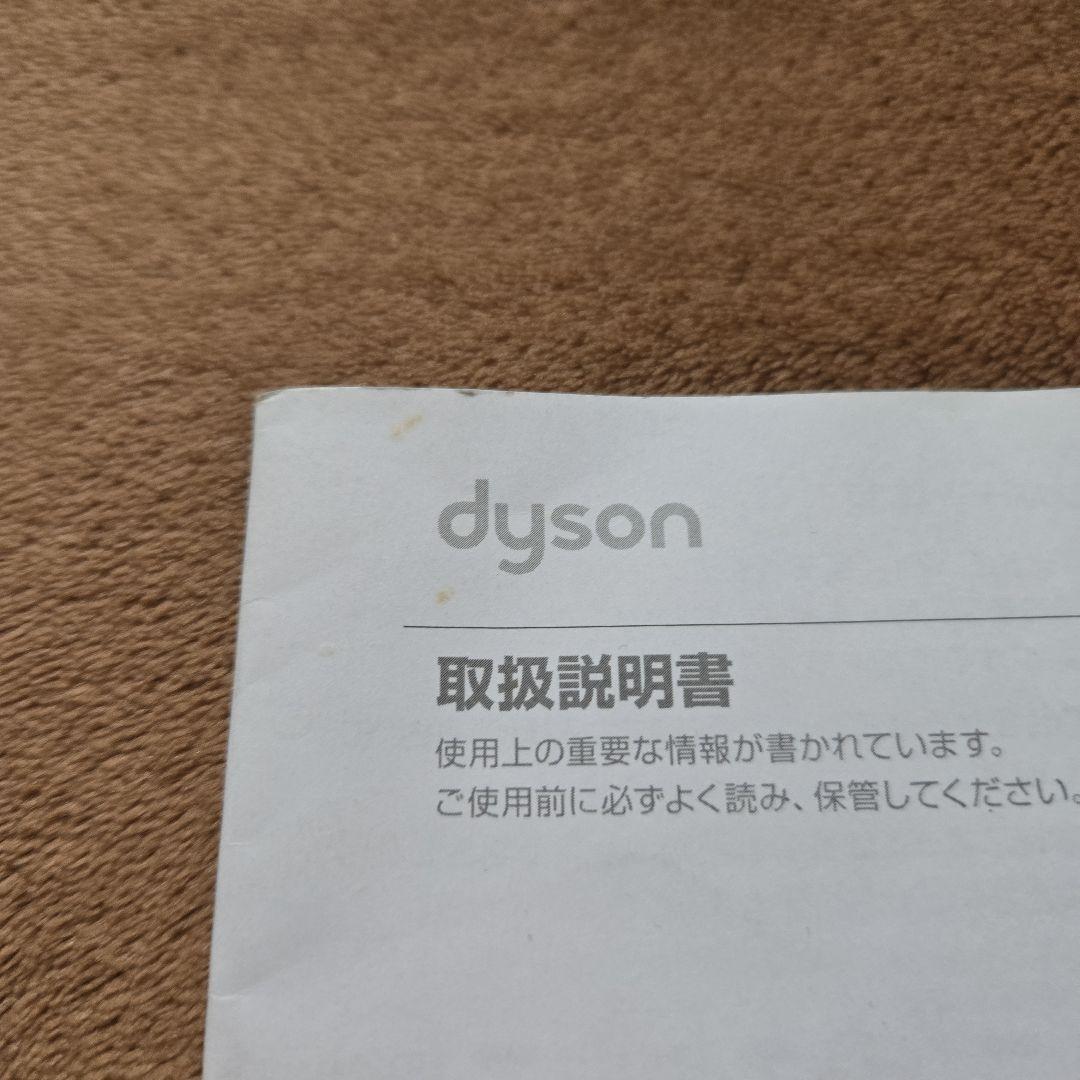 dyson
取扱説明書
使用上の重要な情報が書かれています。
ご使用前に必ずよく読み、保管してください。